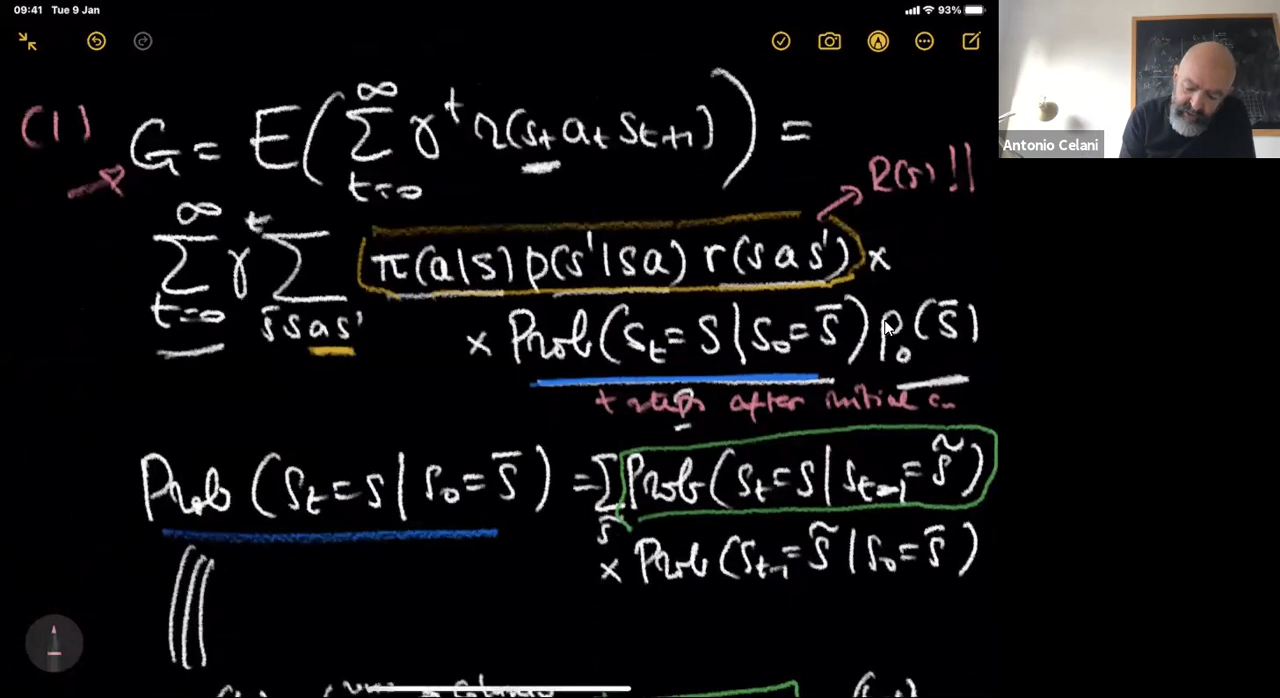 09:41 Tue 9 Jan 93%
Antonio Celani
(1) G = E( ∑_{t=0}^{∞} γ^t r(s_t a_t s_{t+1}) ) =
R(s)!!
∑_{t=0}^{∞} γ^t ∑_{s̄ s a s'} π(a|s) p(s'|s a) r(s a s') ×
× Prob(s_t = s | s_0 = s̄) p_0(s̄)
t steps after initial c.
Prob(s_t = s | s_0 = s̄) = ∑_{s̃} Prob(s_t = s | s_{t-1} = s̃)
× Prob(s_{t-1} = s̃ | s_0 = s̄)